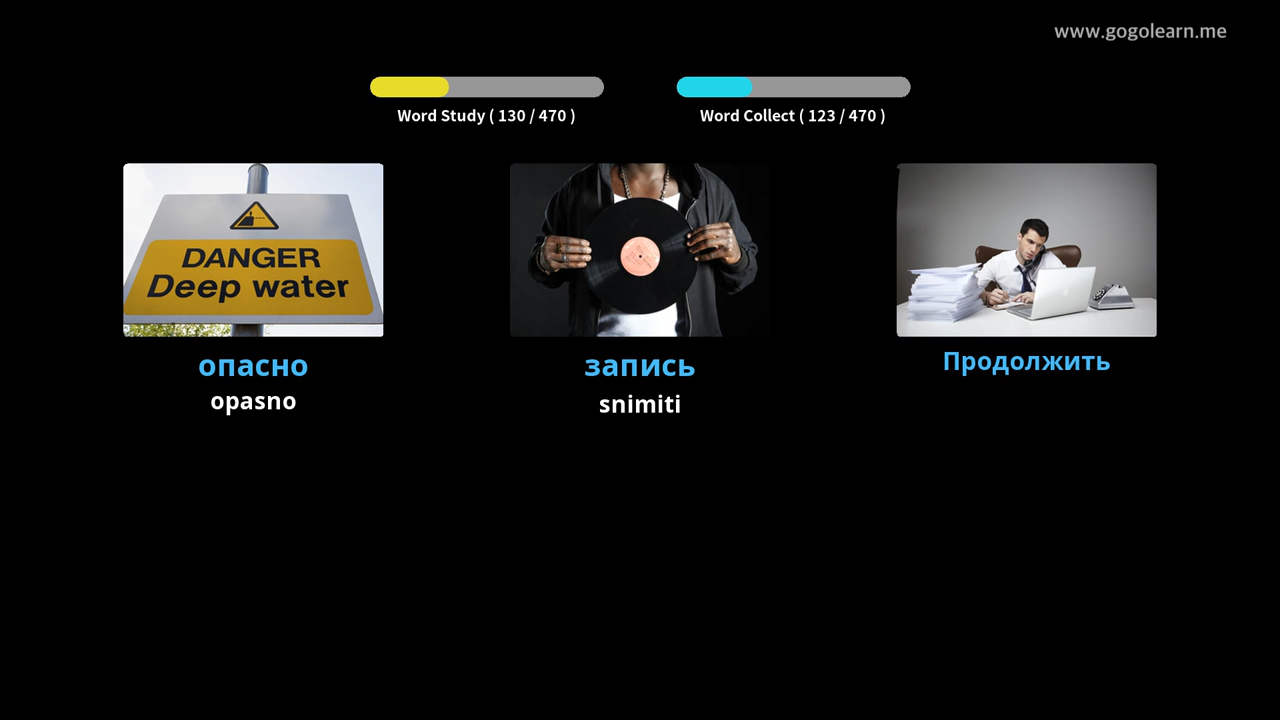 www.gogolearn.me
Word Study ( 130 / 470 )
Word Collect ( 123 / 470 )
DANGER
Deep water
опасно
opasno
запись
snimiti
Продолжить